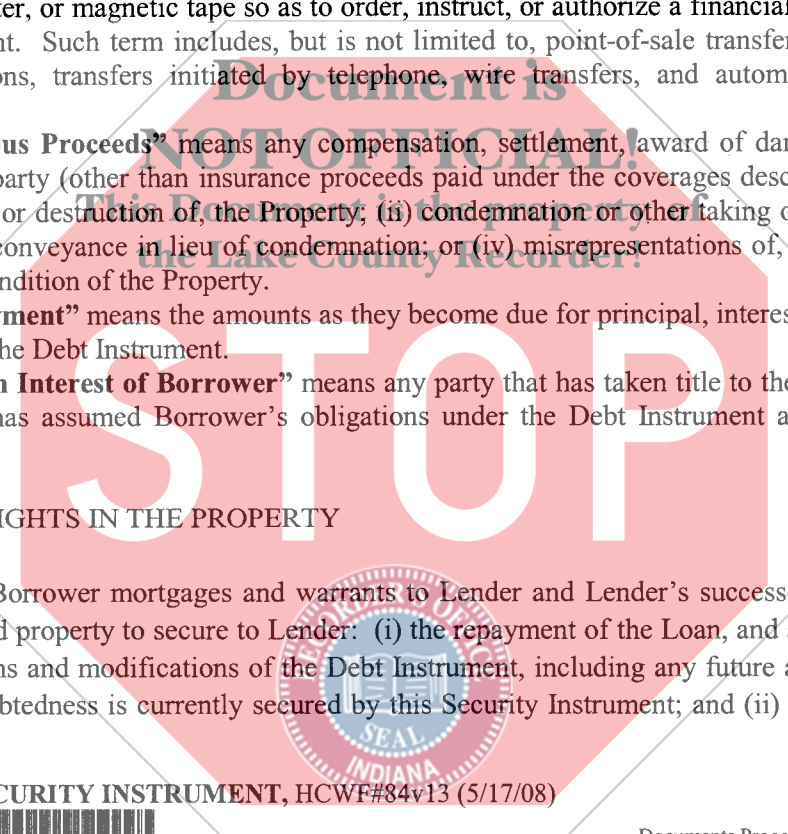 ter, or magnetic tape so as to order, instruct, or authorize a financial
nt. Such term includes, but is not limited to, point-of-sale transfer
ons, transfers initiated by telephone, wire transfers, and autom
Document is
ous Proceeds” means any compensation, settlement, award of dar
NOT OFFICIAL!
party (other than insurance proceeds paid under the coverages desc
This Document is the property of
or destruction of, the Property; (ii) condemnation or other taking o
conveyance in lieu of condemnation; or (iv) misrepresentations of,
the Lake County Recorder!
ndition of the Property.
yment” means the amounts as they become due for principal, interes
he Debt Instrument.
n Interest of Borrower” means any party that has taken title to the
has assumed Borrower’s obligations under the Debt Instrument a
STOP
IGHTS IN THE PROPERTY
Borrower mortgages and warrants to Lender and Lender’s success
d property to secure to Lender: (i) the repayment of the Loan, and
ns and modifications of the Debt Instrument, including any future a
btedness is currently secured by this Security Instrument; and (ii)
RECORDER'S OFFICE
SEAL
INDIANA
CURITY INSTRUMENT, HCWF#84v13 (5/17/08)